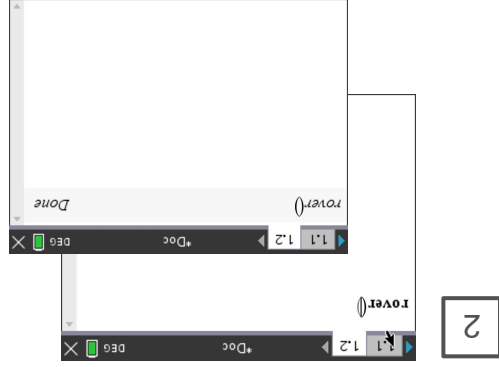 2
1.1 1.2 *Doc DEG
rover()
1.1 1.2 *Doc DEG
rover() Done